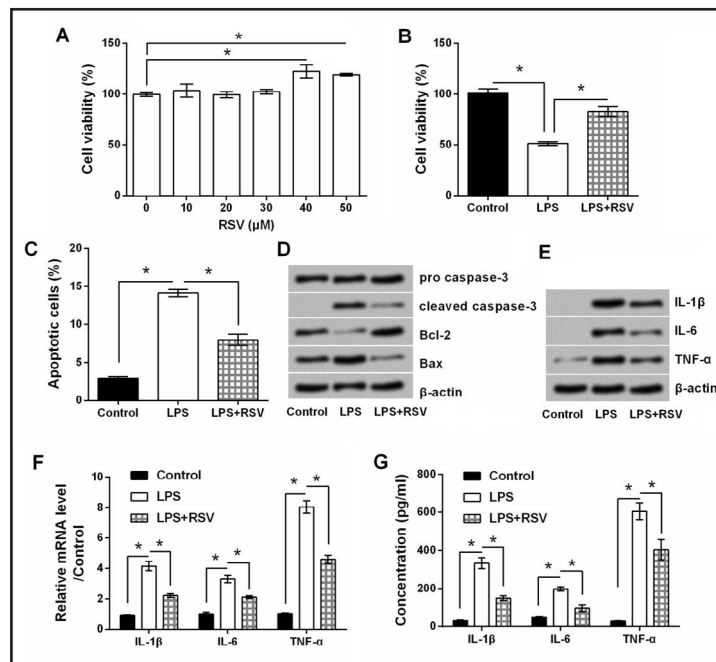 A
Cell viability (%)
150
100
50
0
*
*
0 10 20 30 40 50
RSV (μM)
B
Cell viability (%)
150
100
50
0
* *
Control LPS LPS+RSV
C
Apoptotic cells (%)
20
15
10
5
0
* *
Control LPS LPS+RSV
D
pro caspase-3
cleaved caspase-3
Bcl-2
Bax
β-actin
Control LPS LPS+RSV
E
IL-1β
IL-6
TNF-α
β-actin
Control LPS LPS+RSV
F
Relative mRNA level
/Control
10
8
6
4
2
0
Control
LPS
LPS+RSV
* * * * * *
IL-1β IL-6 TNF-α
G
Concentration (pg/ml)
800
600
400
200
0
Control
LPS
LPS+RSV
* * * * * *
IL-1β IL-6 TNF-α